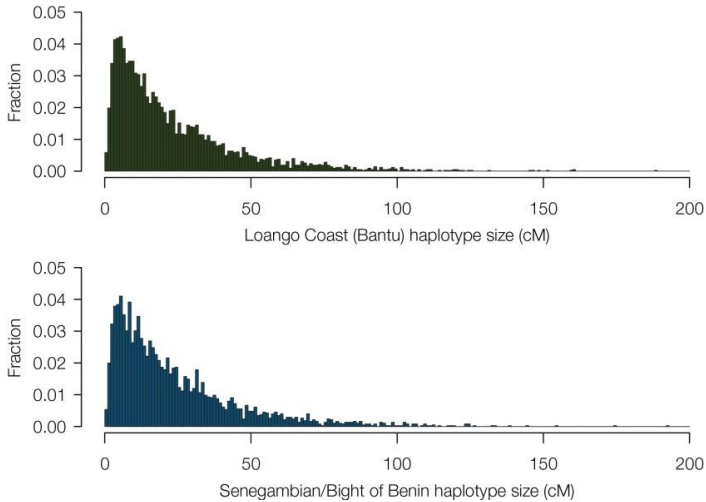 0.05
0.04
0.03
0.02
0.01
0.00
Fraction
0 50 100 150 200
Loango Coast (Bantu) haplotype size (cM)
0.05
0.04
0.03
0.02
0.01
0.00
Fraction
0 50 100 150 200
Senegambian/Bight of Benin haplotype size (cM)